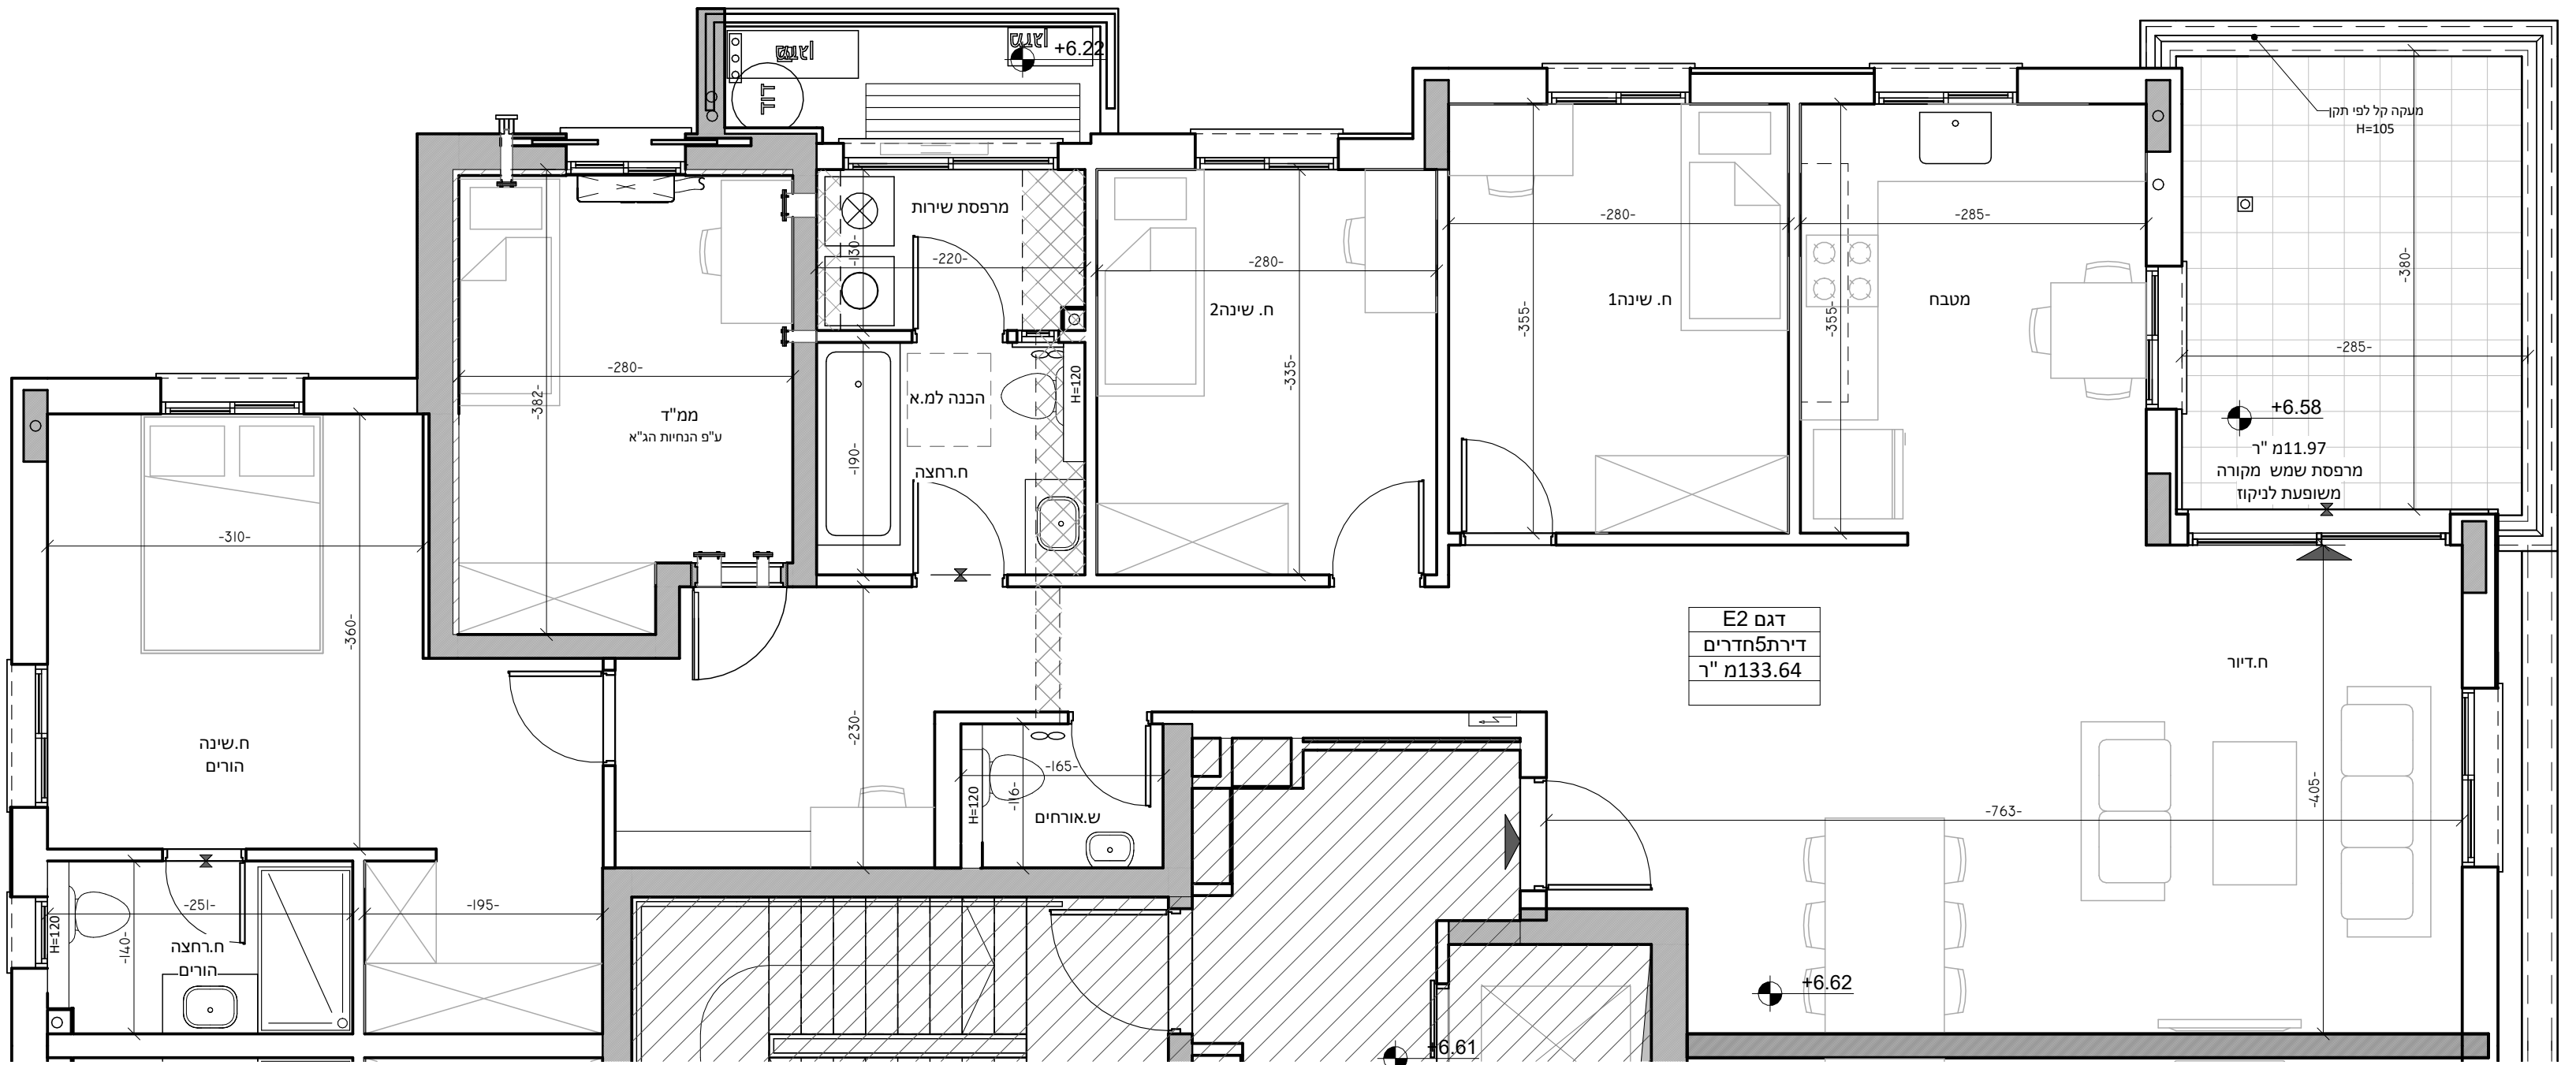 מזגן
מזגן
+6.22
דוד
מעקה קל לפי תקן
H=105
מרפסת שירות
-130-
-220-
-280-
-280-
-285-
-380-
ח. שינה2
ח. שינה1
מטבח
-355-
-355-
-285-
-335-
-280-
-382-
ממ"ד
ע"פ הנחיות הג"א
הכנה למ.א
H=120
-190-
ח.רחצה
+6.58
11.97מ "ר
מרפסת שמש מקורה
משופעת לניקוז
-310-
-360-
דגם E2
דירת5חדרים
133.64מ "ר
ח.דיור
ח.שינה
הורים
-230-
-165-
-116-
H=120
ש.אורחים
-763-
-405-
-251-
-195-
H=120
-140-
ח.רחצה
הורים
+6.62
+6.61